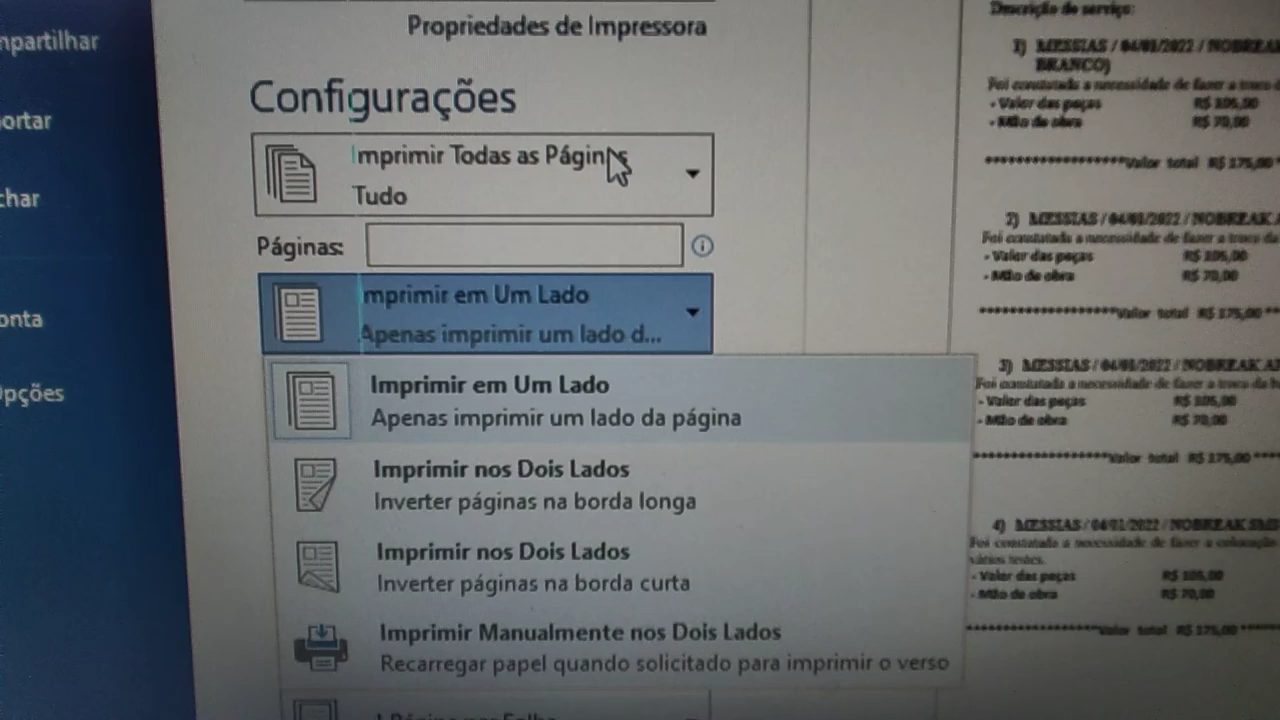 Propriedades de Impressora
mpartilhar
ortar
char
onta
Opções
Configurações
Imprimir Todas as Páginas
Tudo
Páginas:
mprimir em Um Lado
Apenas imprimir um lado d...
Imprimir em Um Lado
Apenas imprimir um lado da página
Imprimir nos Dois Lados
Inverter páginas na borda longa
Imprimir nos Dois Lados
Inverter páginas na borda curta
Imprimir Manualmente nos Dois Lados
Recarregar papel quando solicitado para imprimir o verso
Descrição do serviço:
1) MESSIAS / 04/01/2022 / NOBREAK
BRANCO)
Foi constatada a necessidade de fazer a troca d
- Valor das peças R$ 105,00
- Mão de obra R$ 70,00
******************Valor total R$ 175,00 *
2) MESSIAS / 04/01/2022 / NOBREAK A
Foi constatada a necessidade de fazer a troca da
- Valor das peças R$ 105,00
- Mão de obra R$ 70,00
******************Valor total R$ 175,00 **
3) MESSIAS / 04/01/2022 / NOBREAK
Foi constatada a necessidade de fazer a troca da
- Valor das peças R$ 105,00
- Mão de obra R$ 70,00
******************Valor total R$ 175,00 ****
4) MESSIAS / 04/01/2022 / NOBREAK SMS
Foi constatado a necessidade de fazer a colocação
vários testes.
- Valor das peças R$ 105,00
- Mão de obra R$ 70,00
******************Valor total R$ 175,00 ****